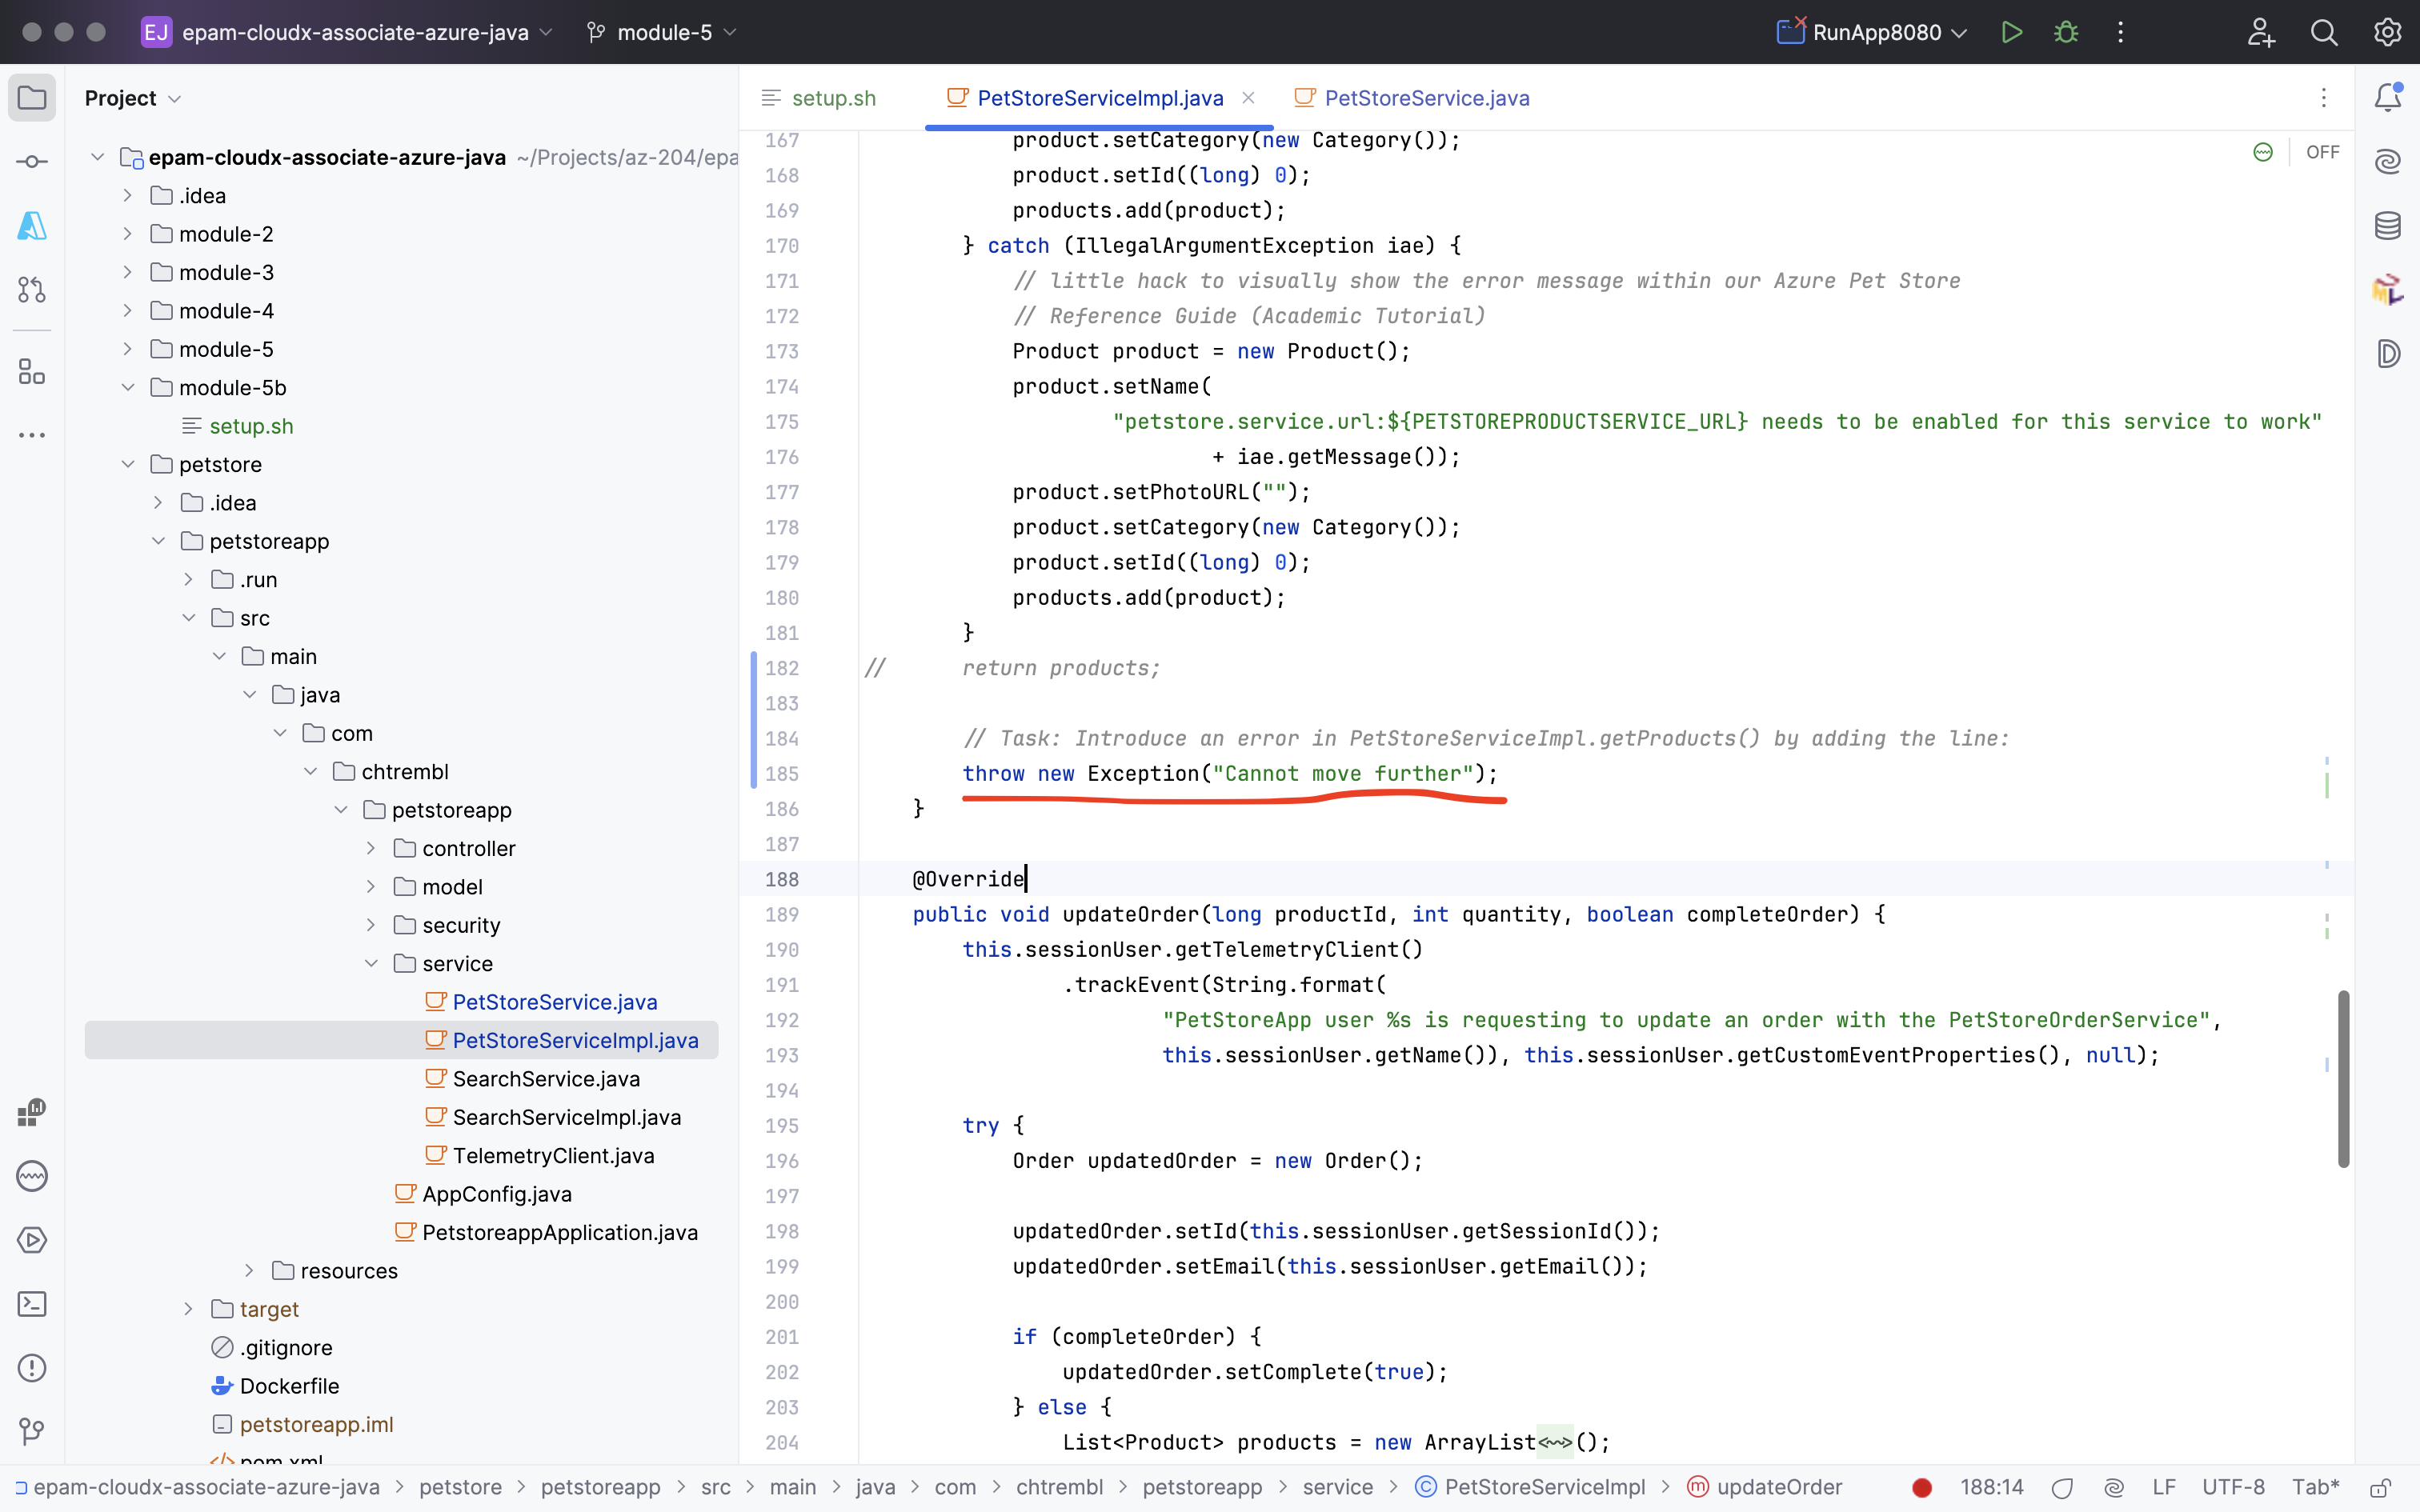 EJ epam-cloudx-associate-azure-java module-5 RunApp8080
Project
epam-cloudx-associate-azure-java ~/Projects/az-204/epa
.idea
module-2
module-3
module-4
module-5
module-5b
setup.sh
petstore
.idea
petstoreapp
.run
src
main
java
com
chtrembl
petstoreapp
controller
model
security
service
PetStoreService.java
PetStoreServiceImpl.java
SearchService.java
SearchServiceImpl.java
TelemetryClient.java
AppConfig.java
PetstoreappApplication.java
resources
target
.gitignore
Dockerfile
petstoreapp.iml
pom.xml
setup.sh PetStoreServiceImpl.java PetStoreService.java
OFF
167 product.setCategory(new Category());
168 product.setId((long) 0);
169 products.add(product);
170 } catch (IllegalArgumentException iae) {
171 // little hack to visually show the error message within our Azure Pet Store
172 // Reference Guide (Academic Tutorial)
173 Product product = new Product();
174 product.setName(
175 "petstore.service.url:${PETSTOREPRODUCTSERVICE_URL} needs to be enabled for this service to work"
176 + iae.getMessage());
177 product.setPhotoURL("");
178 product.setCategory(new Category());
179 product.setId((long) 0);
180 products.add(product);
181 }
182 // return products;
183
184 // Task: Introduce an error in PetStoreServiceImpl.getProducts() by adding the line:
185 throw new Exception("Cannot move further");
186 }
187
188 @Override
189 public void updateOrder(long productId, int quantity, boolean completeOrder) {
190 this.sessionUser.getTelemetryClient()
191 .trackEvent(String.format(
192 "PetStoreApp user %s is requesting to update an order with the PetStoreOrderService",
193 this.sessionUser.getName()), this.sessionUser.getCustomEventProperties(), null);
194
195 try {
196 Order updatedOrder = new Order();
197
198 updatedOrder.setId(this.sessionUser.getSessionId());
199 updatedOrder.setEmail(this.sessionUser.getEmail());
200
201 if (completeOrder) {
202 updatedOrder.setComplete(true);
203 } else {
204 List<Product> products = new ArrayList<~>();
epam-cloudx-associate-azure-java > petstore > petstoreapp > src > main > java > com > chtrembl > petstoreapp > service > PetStoreServiceImpl > updateOrder 188:14 LF UTF-8 Tab*